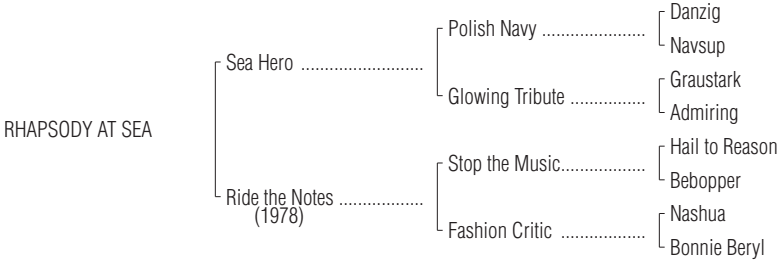 Danzig
Polish Navy ......................
Navsup
Sea Hero .........................
Graustark
Glowing Tribute ................
Admiring
RHAPSODY AT SEA
Hail to Reason
Stop the Music..................
Bebopper
Ride the Notes ..................
(1978)
Nashua
Fashion Critic ..................
Bonnie Beryl